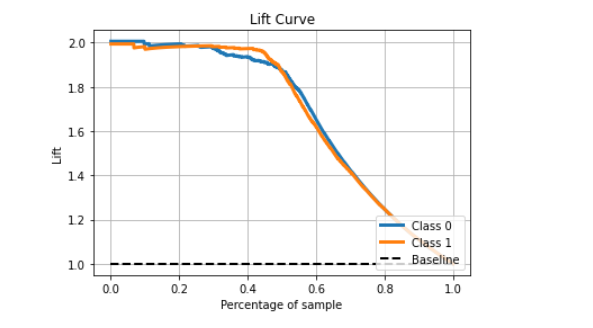 Lift Curve
2.0
1.8
1.6
1.4
1.2
1.0
Lift
0.0 0.2 0.4 0.6 0.8 1.0
Percentage of sample
Class 0
Class 1
Baseline